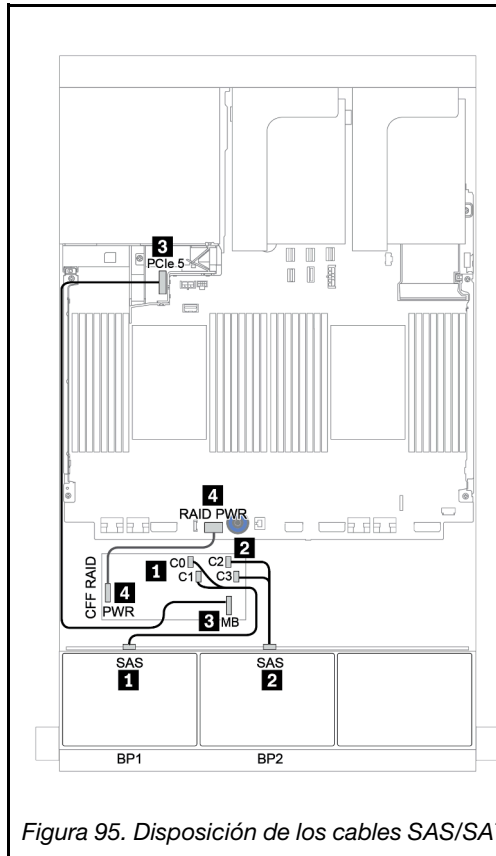 3
PCIe 5
4
RAID PWR
2
CFF RAID
1
C0
C2
C1
C3
4
PWR
3
MB
SAS
SAS
1
2
BP1
BP2
Figura 95. Disposición de los cables SAS/SA